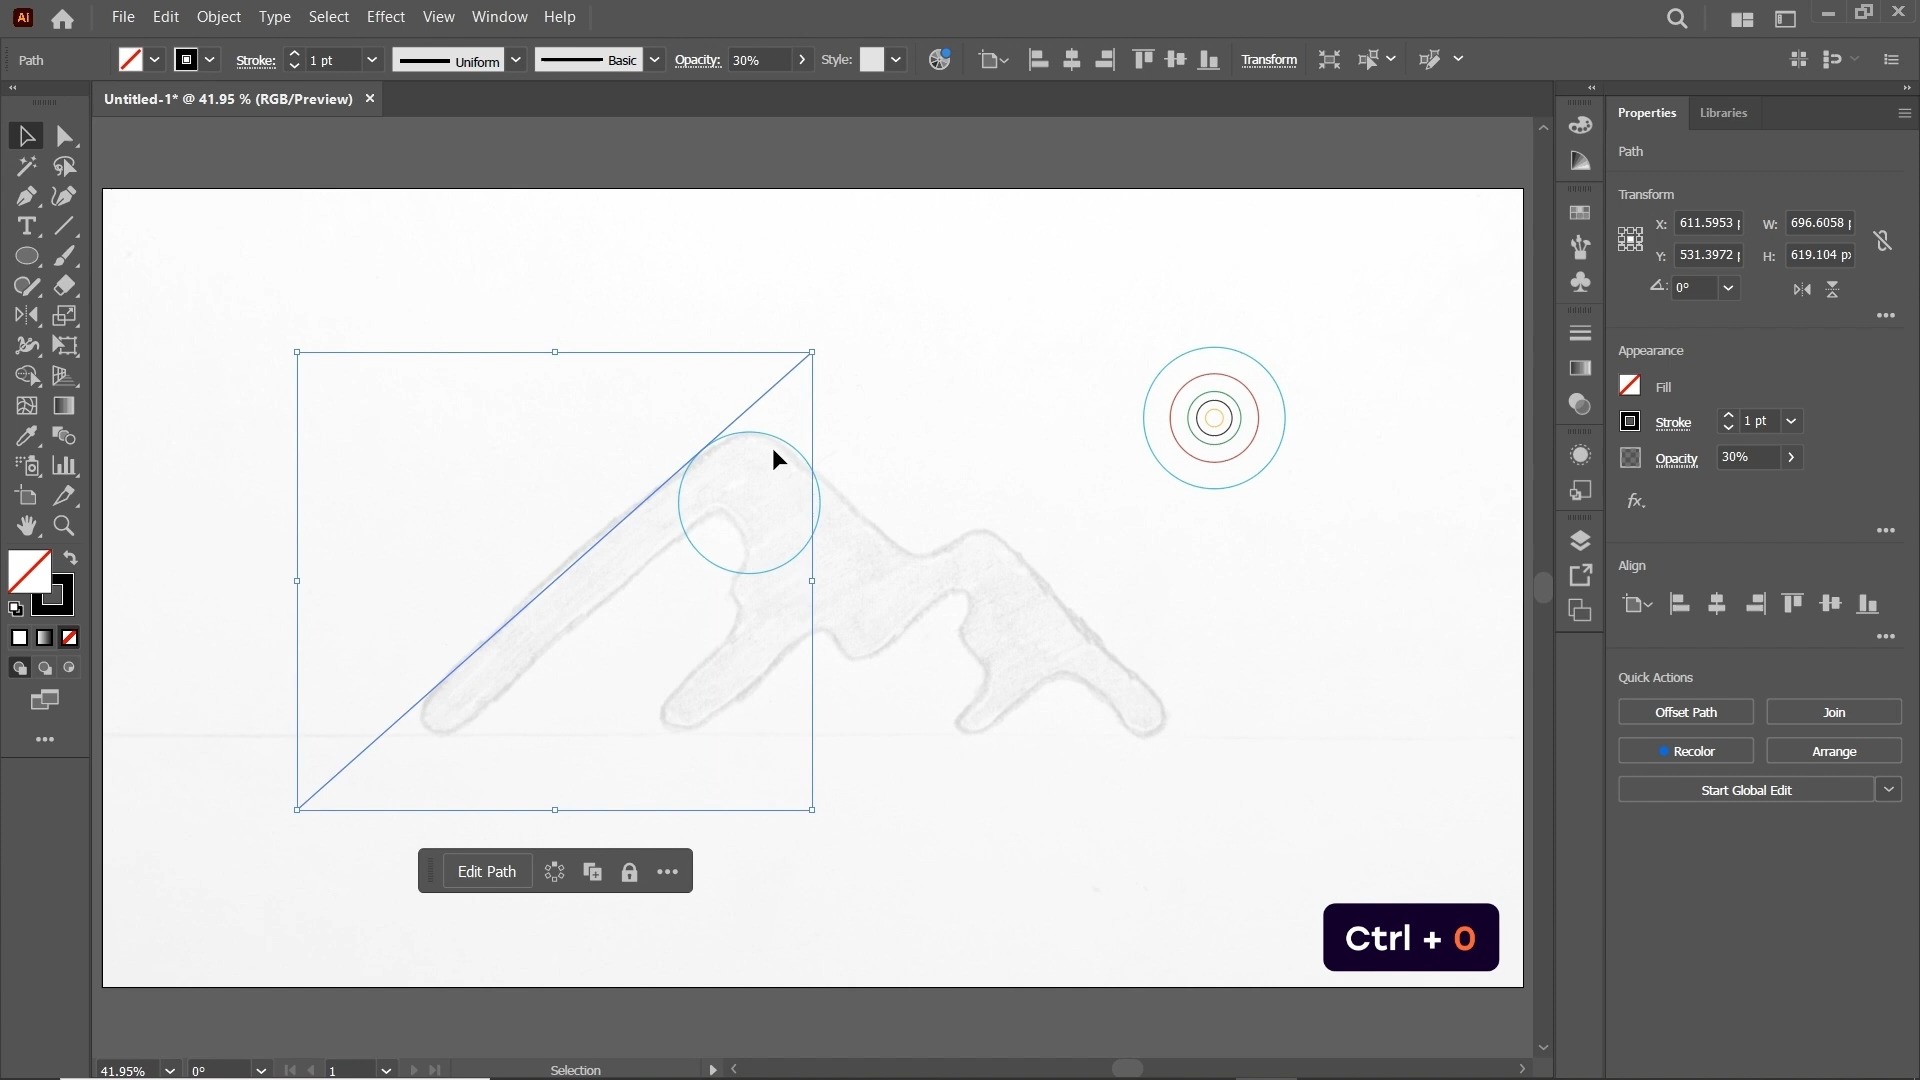 Ai File Edit Object Type Select Effect View Window Help
Path Stroke: 1 pt Uniform Basic Opacity: 30% Style: Transform
Untitled-1* @ 41.95 % (RGB/Preview) ×
Properties Libraries
Path
Transform
X: 611.5953 W: 696.6058
Y: 531.3972 H: 619.104 px
0°
Appearance
Fill
Stroke 1 pt
Opacity 30%
fx.
Align
Quick Actions
Offset Path Join
Recolor Arrange
Start Global Edit
Edit Path
Ctrl + 0
41.95% 0° 1 Selection